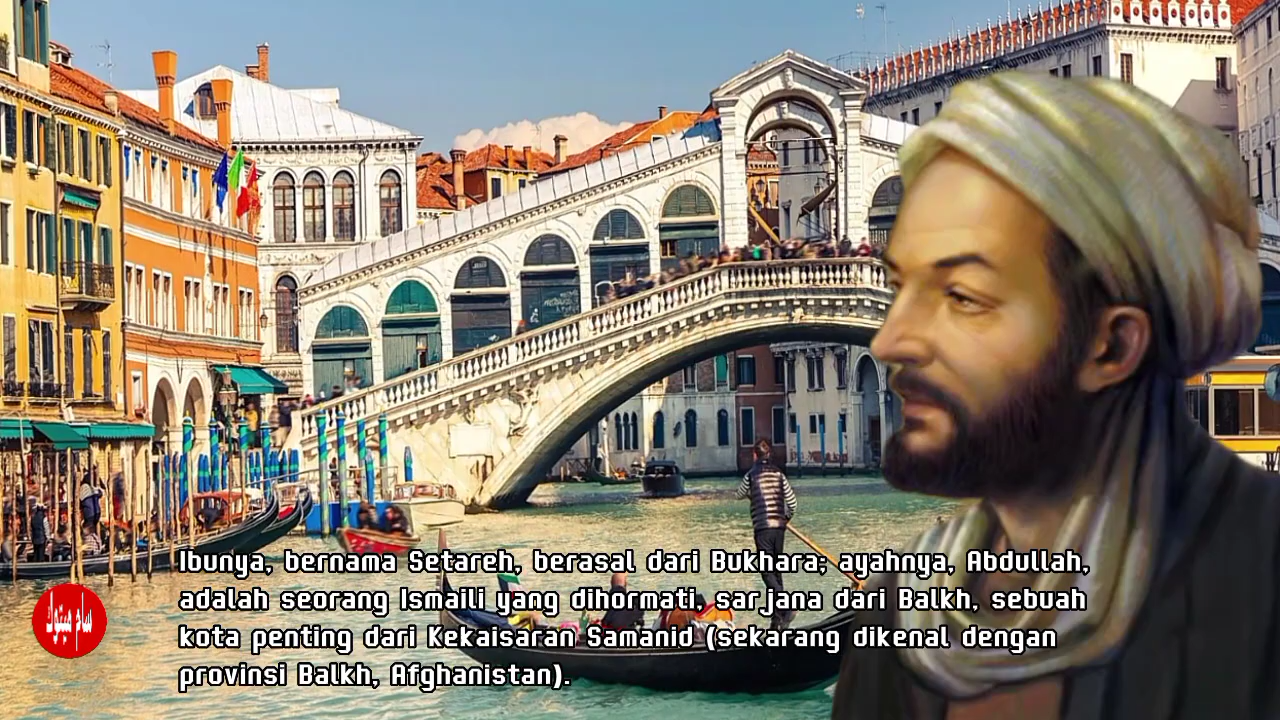 Ibunya, bernama Setareh, berasal dari Bukhara; ayahnya, Abdullah,
adalah seorang Ismaili yang dihormati, sarjana dari Balkh, sebuah
kota penting dari Kekaisaran Samanid (sekarang dikenal dengan
provinsi Balkh, Afghanistan).